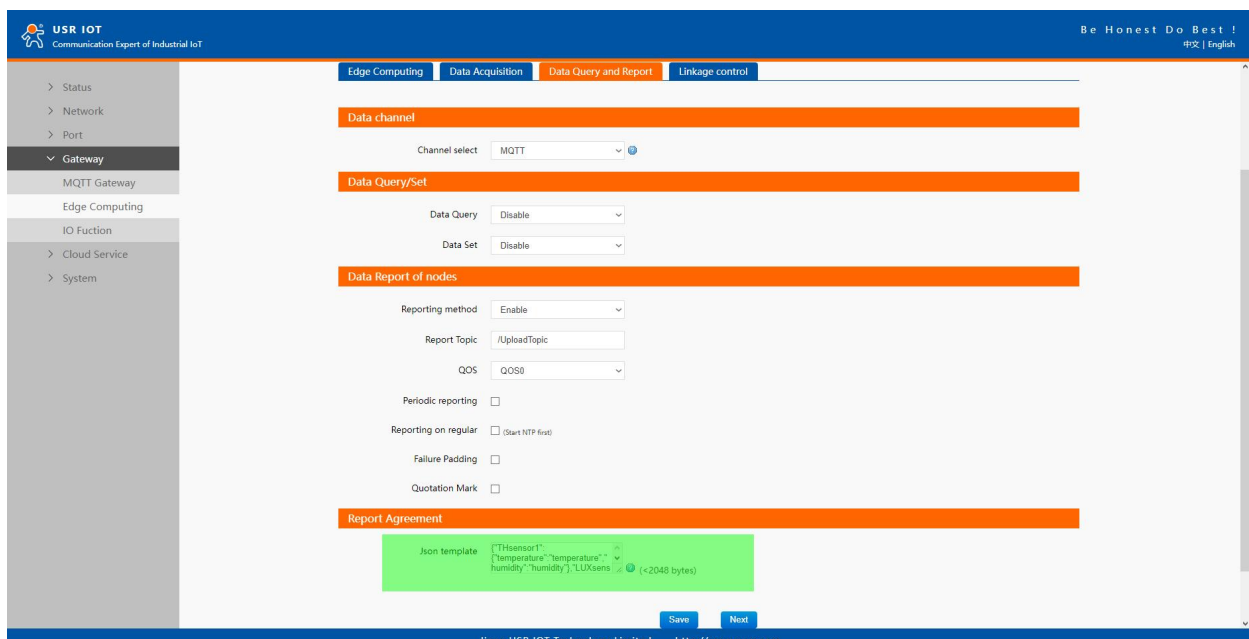 USR IOT
Communication Expert of Industrial IoT
Be Honest Do Best !
中文 | English
Status
Network
Port
Gateway
MQTT Gateway
Edge Computing
IO Fuction
Cloud Service
System
Edge Computing Data Acquisition Data Query and Report Linkage control
Data channel
Channel select MQTT
Data Query/Set
Data Query Disable
Data Set Disable
Data Report of nodes
Reporting method Enable
Report Topic /UploadTopic
QOS QOS0
Periodic reporting
Reporting on regular (Start NTP first)
Failure Padding
Quotation Mark
Report Agreement
Json template {"THsensor1":
{"temperature":"temperature","
humidity":"humidity"},"LUXsens
(<2048 bytes)
Save Next